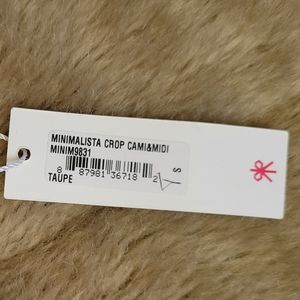 MINIMALISTA CROP CAMI&MIDI
MINIM9831
8 87981 36718 2
TAUPE
S